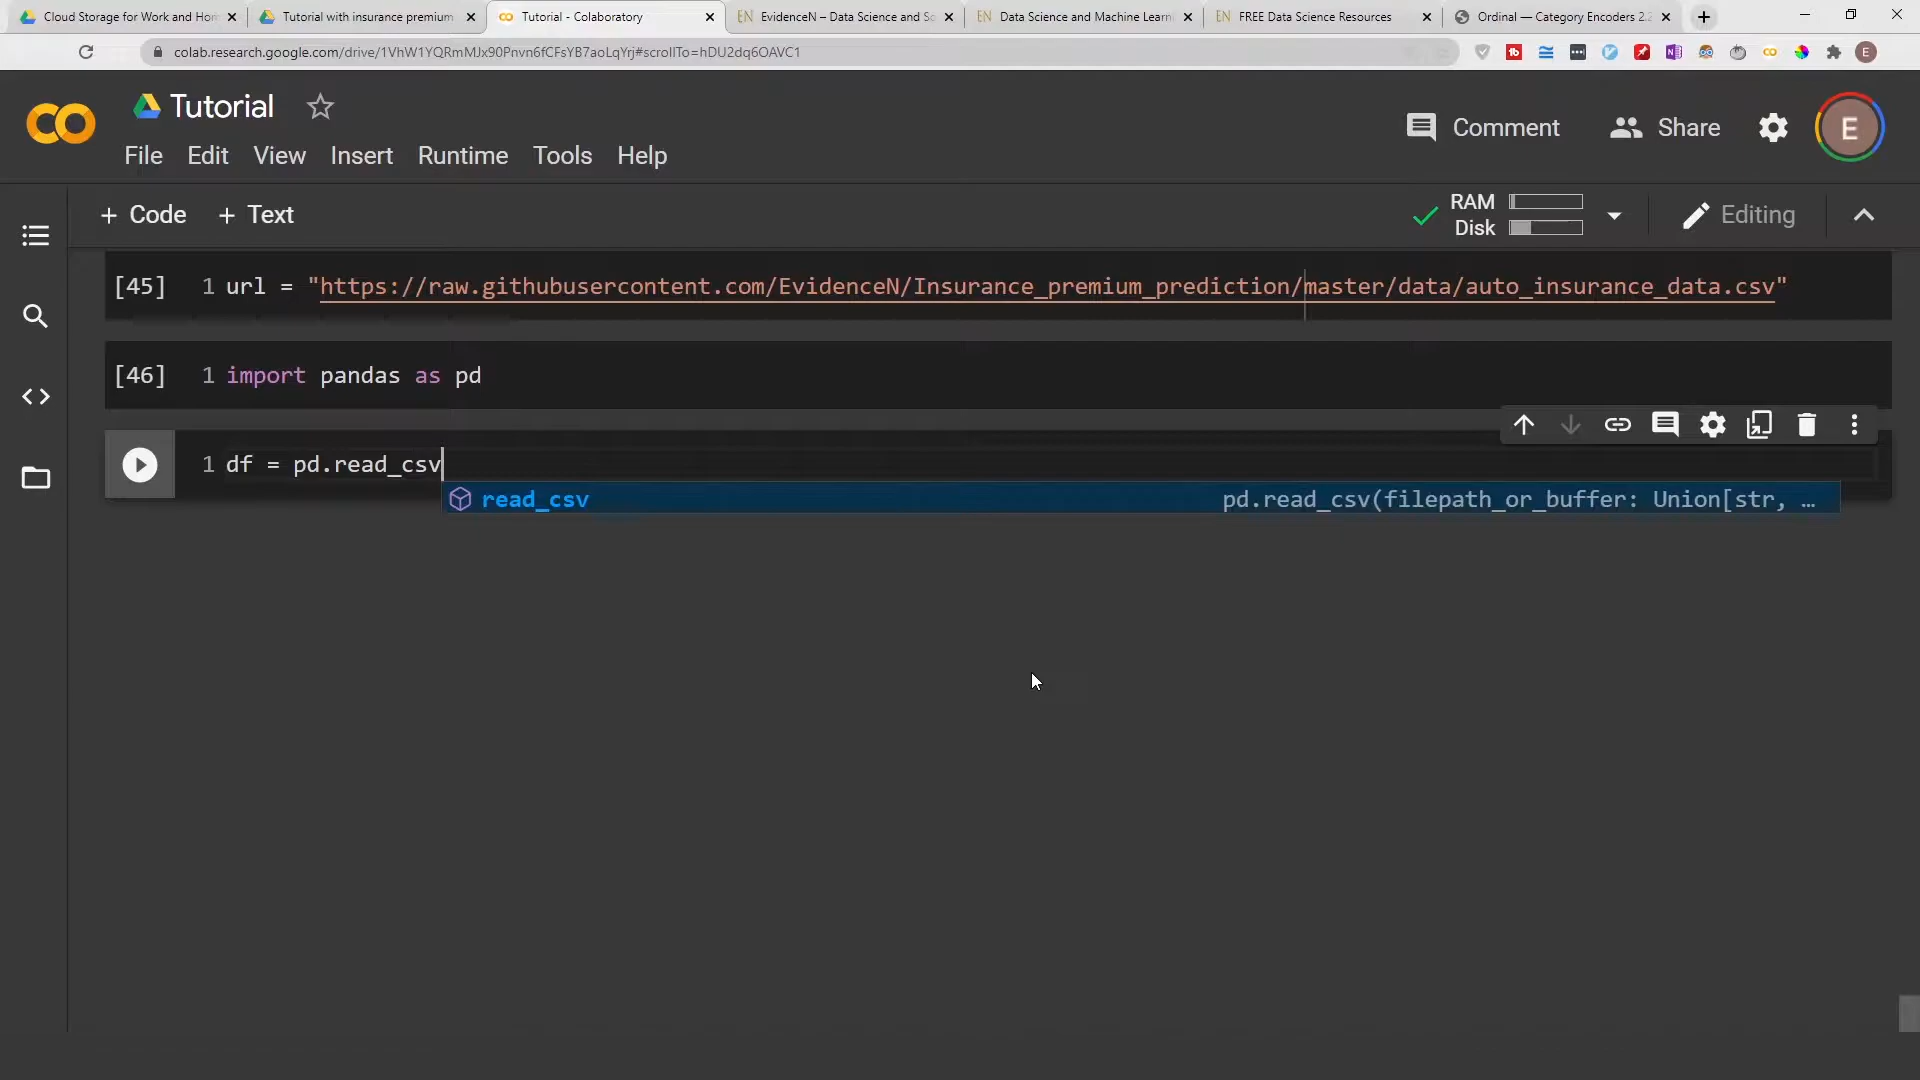 Cloud Storage for Work and Hom
Tutorial with insurance premium
Tutorial - Colaboratory
EvidenceN – Data Science and So
Data Science and Machine Learni
FREE Data Science Resources
Ordinal — Category Encoders 2.2
colab.research.google.com/drive/1VhW1YQRmMJx90Pnvn6fCFsYB7aoLqYrj#scrollTo=hDU2dq6OAVC1
E
CO
Tutorial
Comment
Share
E
File Edit View Insert Runtime Tools Help
+ Code + Text
RAM
Disk
Editing
[45] 1 url = "https://raw.githubusercontent.com/EvidenceN/Insurance_premium_prediction/master/data/auto_insurance_data.csv"
[46] 1 import pandas as pd
1 df = pd.read_csv
read_csv pd.read_csv(filepath_or_buffer: Union[str, …